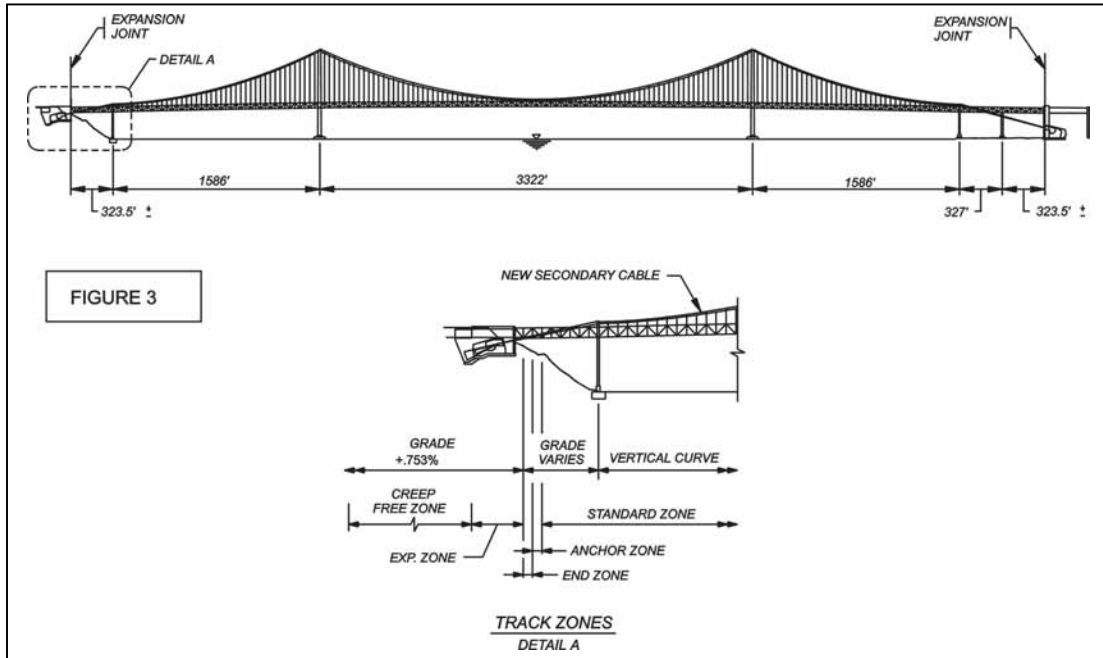 EXPANSION
JOINT
DETAIL A
EXPANSION
JOINT
1586'
3322'
1586'
323.5' ±
327'
323.5' ±
FIGURE 3
NEW SECONDARY CABLE
GRADE
+.753%
GRADE
VARIES
VERTICAL CURVE
CREEP
FREE ZONE
STANDARD ZONE
EXP. ZONE
ANCHOR ZONE
END ZONE
TRACK ZONES
DETAIL A